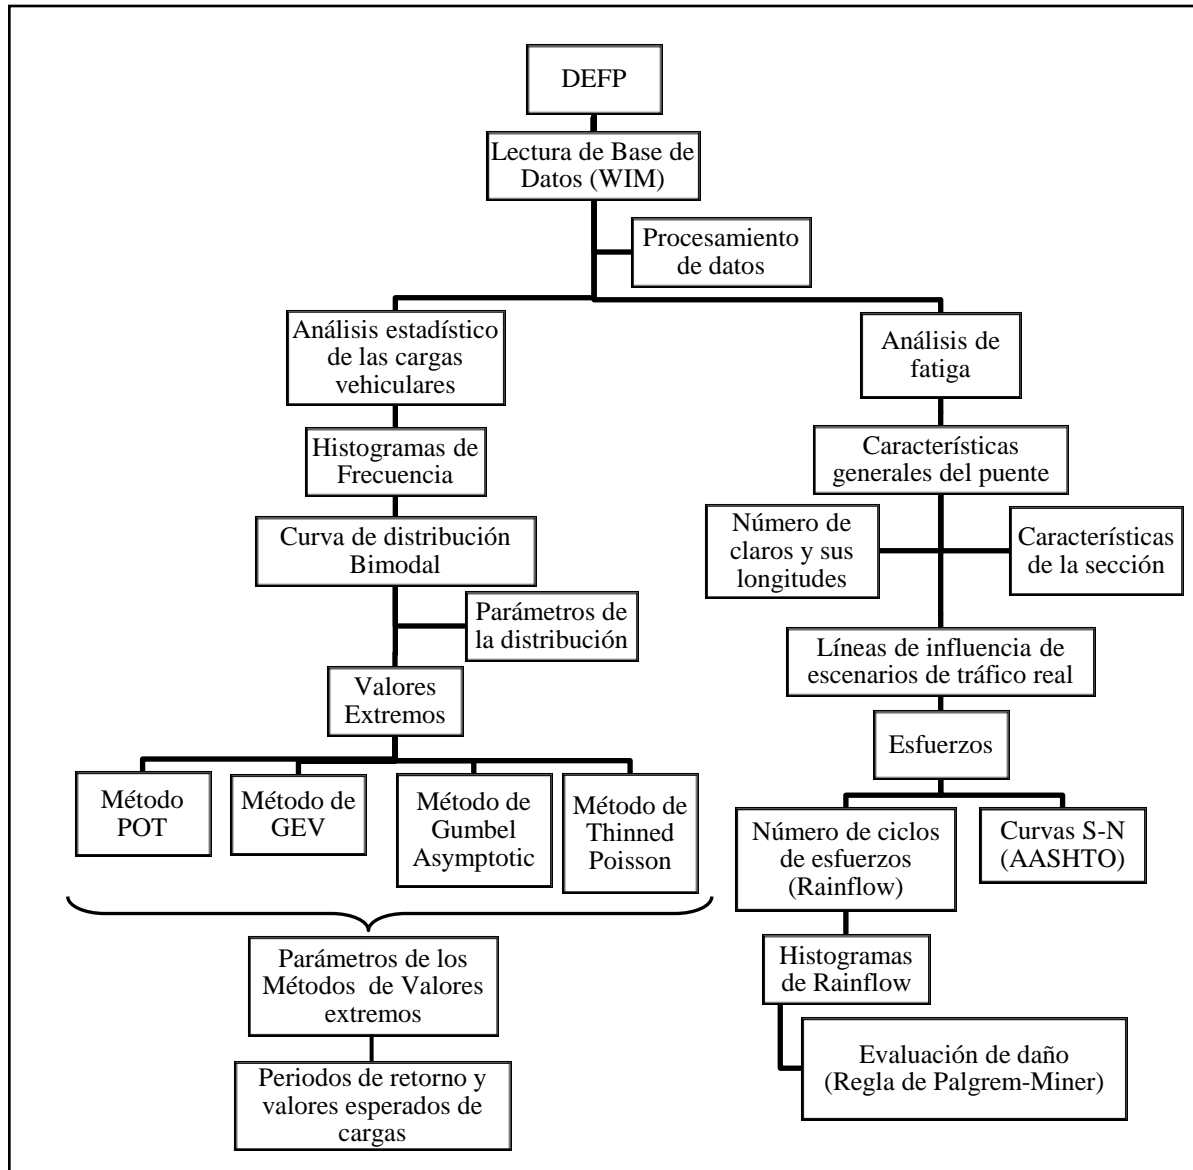 DEFP
Lectura de Base de
Datos (WIM)
Procesamiento
de datos
Análisis estadístico
de las cargas
vehiculares
Histogramas de
Frecuencia
Curva de distribución
Bimodal
Parámetros de
la distribución
Valores
Extremos
Método
POT
Método de
GEV
Método de
Gumbel
Asymptotic
Método de
Thinned
Poisson
Parámetros de los
Métodos de Valores
extremos
Periodos de retorno y
valores esperados de
cargas
Análisis de
fatiga
Características
generales del puente
Número de
claros y sus
longitudes
Características
de la sección
Líneas de influencia de
escenarios de tráfico real
Esfuerzos
Número de ciclos
de esfuerzos
(Rainflow)
Curvas S-N
(AASHTO)
Histogramas
de Rainflow
Evaluación de daño
(Regla de Palgrem-Miner)